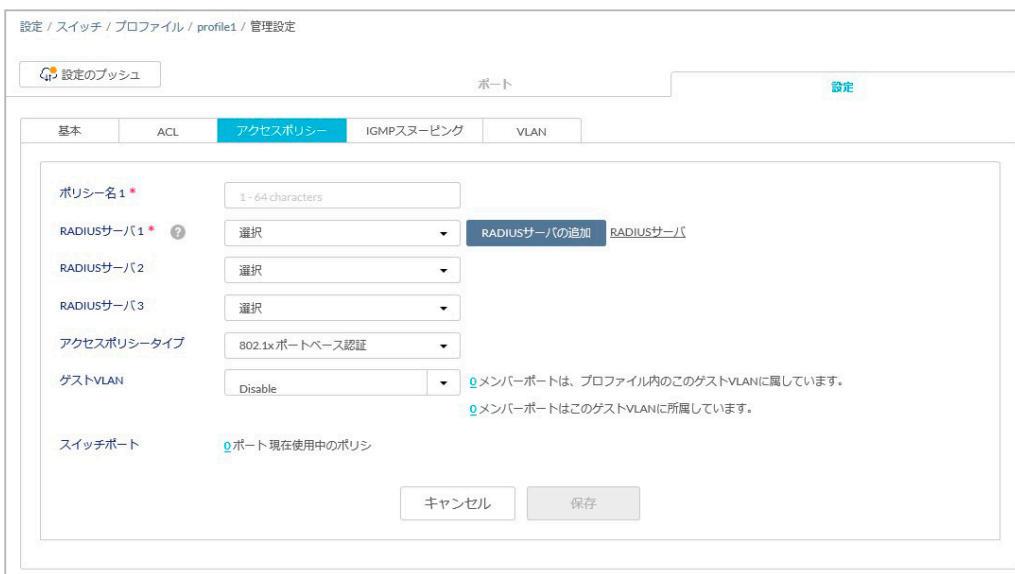 設定 / スイッチ / プロファイル / profile1 / 管理設定
設定のプッシュ
ポート
設定
基本
ACL
アクセスポリシー
IGMPスヌーピング
VLAN
ポリシー名1 *
1 - 64 characters
RADIUSサーバ1 * ?
選択
RADIUSサーバの追加
RADIUSサーバ
RADIUSサーバ2
選択
RADIUSサーバ3
選択
アクセスポリシータイプ
802.1xポートベース認証
ゲストVLAN
Disable
0メンバーポートは、プロファイル内のこのゲストVLANに属しています。
0メンバーポートはこのゲストVLANに所属しています。
スイッチポート
0ポート現在使用中のポリシ
キャンセル
保存